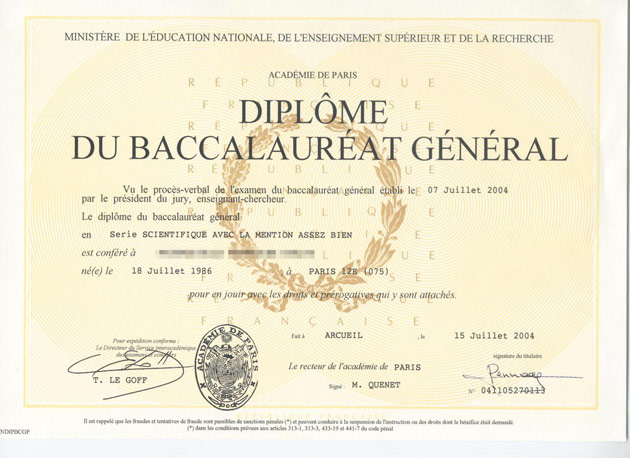 MINISTÈRE DE L'ÉDUCATION NATIONALE, DE L'ENSEIGNEMENT SUPÉRIEUR ET DE LA RECHERCHE
ACADÉMIE DE PARIS
RÉPUBLIQUE
FRANÇAISE
DIPLÔME
DU BACCALAURÉAT GÉNÉRAL
Vu le procès-verbal de l'examen du baccalauréat général établi le 07 Juillet 2004
par le président du jury, enseignant-chercheur.
Le diplôme du baccalauréat général
en Serie SCIENTIFIQUE AVEC LA MENTION ASSEZ BIEN
est conféré à
né(e) le 18 Juillet 1986 à PARIS 12E (075)
pour en jouir avec les droits et prérogatives qui y sont attachés.
FRANÇAISE
Fait à ARCUEIL , le 15 Juillet 2004
Pour expédition conforme :
Le Directeur du Service interacadémique
des examens et concours
T. LE GOFF
ACADÉMIE DE PARIS
Le recteur de l'académie de PARIS
Signé : M. QUENET
signature du titulaire
N° 041105270113
Il est rappelé que les fraudes et tentatives de fraude sont passibles de sanctions pénales (*) et peuvent conduire à la suspension de l'instruction ou des droits dont le bénéfice était demandé.
(*) dans les conditions prévues aux articles 313-1, 313-3, 433-19 et 441-7 du code pénal
NDIPBCGP